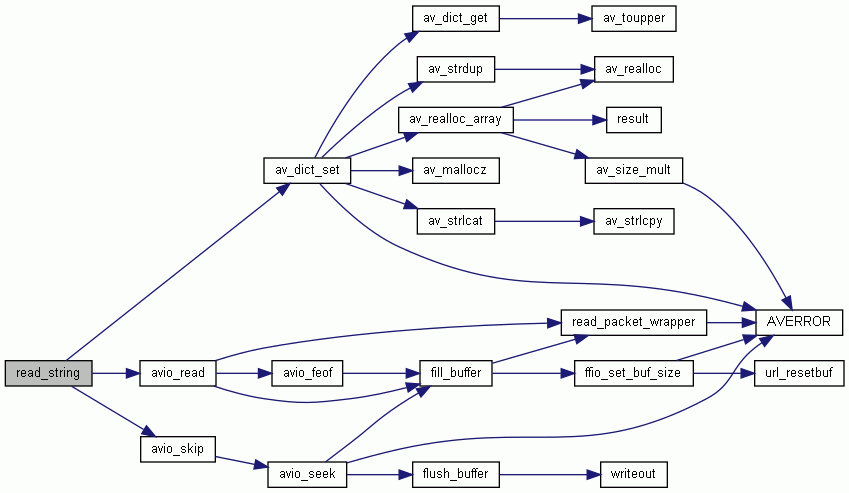 av_dict_get
av_toupper
av_strdup
av_realloc
av_realloc_array
result
av_dict_set
av_mallocz
av_size_mult
av_strlcat
av_strlcpy
read_packet_wrapper
AVERROR
read_string
avio_read
avio_feof
fill_buffer
ffio_set_buf_size
url_resetbuf
avio_skip
avio_seek
flush_buffer
writeout